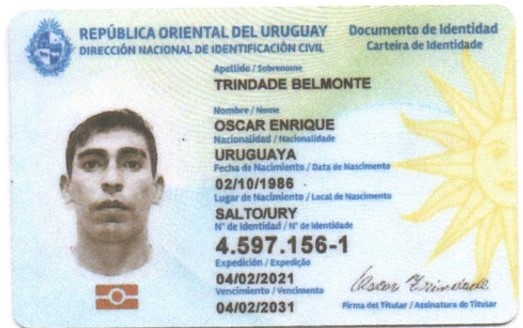 REPÚBLICA ORIENTAL DEL URUGUAY
DIRECCIÓN NACIONAL DE IDENTIFICACIÓN CIVIL
Documento de Identidad
Carteira de Identidade
Apellido / Sobrenome
TRINDADE BELMONTE
Nombre / Nome
OSCAR ENRIQUE
Nacionalidad / Nacionalidade
URUGUAYA
Fecha de Nacimiento / Data de Nascimento
02/10/1986
Lugar de Nacimiento / Local de Nascimento
SALTO/URY
N° de Identidad / N° de Identidade
4.597.156-1
Expedición / Expedição
04/02/2021
Vencimiento / Vencimento
04/02/2031
Oscar Trindade
Firma del Titular / Assinatura do Titular